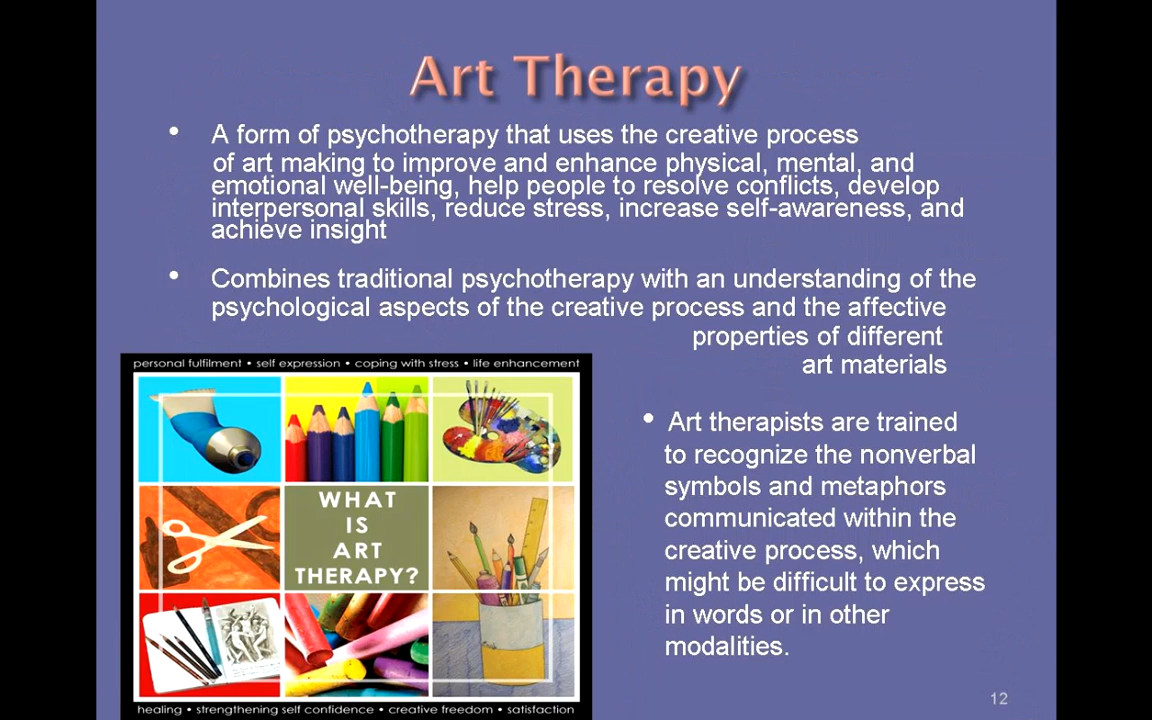 Art Therapy
• A form of psychotherapy that uses the creative process
of art making to improve and enhance physical, mental, and
emotional well-being, help people to resolve conflicts, develop
interpersonal skills, reduce stress, increase self-awareness, and
achieve insight
• Combines traditional psychotherapy with an understanding of the
psychological aspects of the creative process and the affective
properties of different
art materials
personal fulfilment • self expression • coping with stress • life enhancement
WHAT
IS
ART
THERAPY?
healing • strengthening self confidence • creative freedom • satisfaction
• Art therapists are trained
to recognize the nonverbal
symbols and metaphors
communicated within the
creative process, which
might be difficult to express
in words or in other
modalities.
12